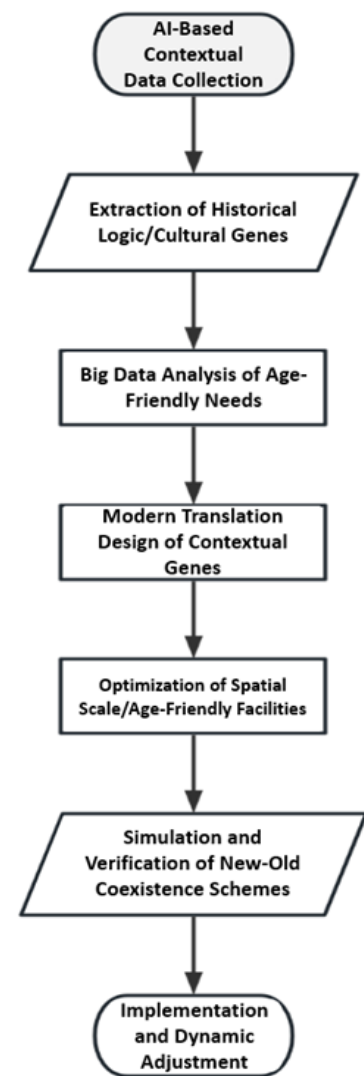 AI-Based
Contextual
Data Collection
Extraction of Historical
Logic/Cultural Genes
Big Data Analysis of Age-
Friendly Needs
Modern Translation
Design of Contextual
Genes
Optimization of Spatial
Scale/Age-Friendly Facilities
Simulation and
Verification of New-Old
Coexistence Schemes
Implementation
and Dynamic
Adjustment